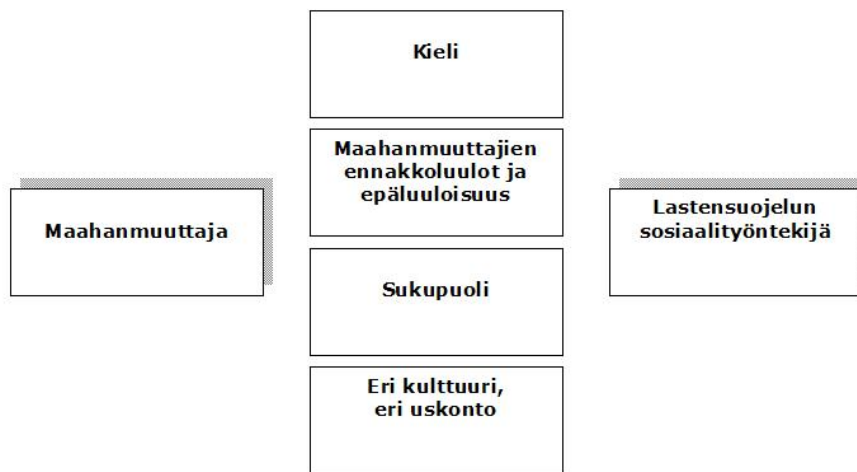 Kieli
Maahanmuuttajien
ennakkoluulot ja
epäluuloisuus
Maahanmuuttaja
Lastensuojelun
sosiaalityöntekijä
Sukupuoli
Eri kulttuuri,
eri uskonto